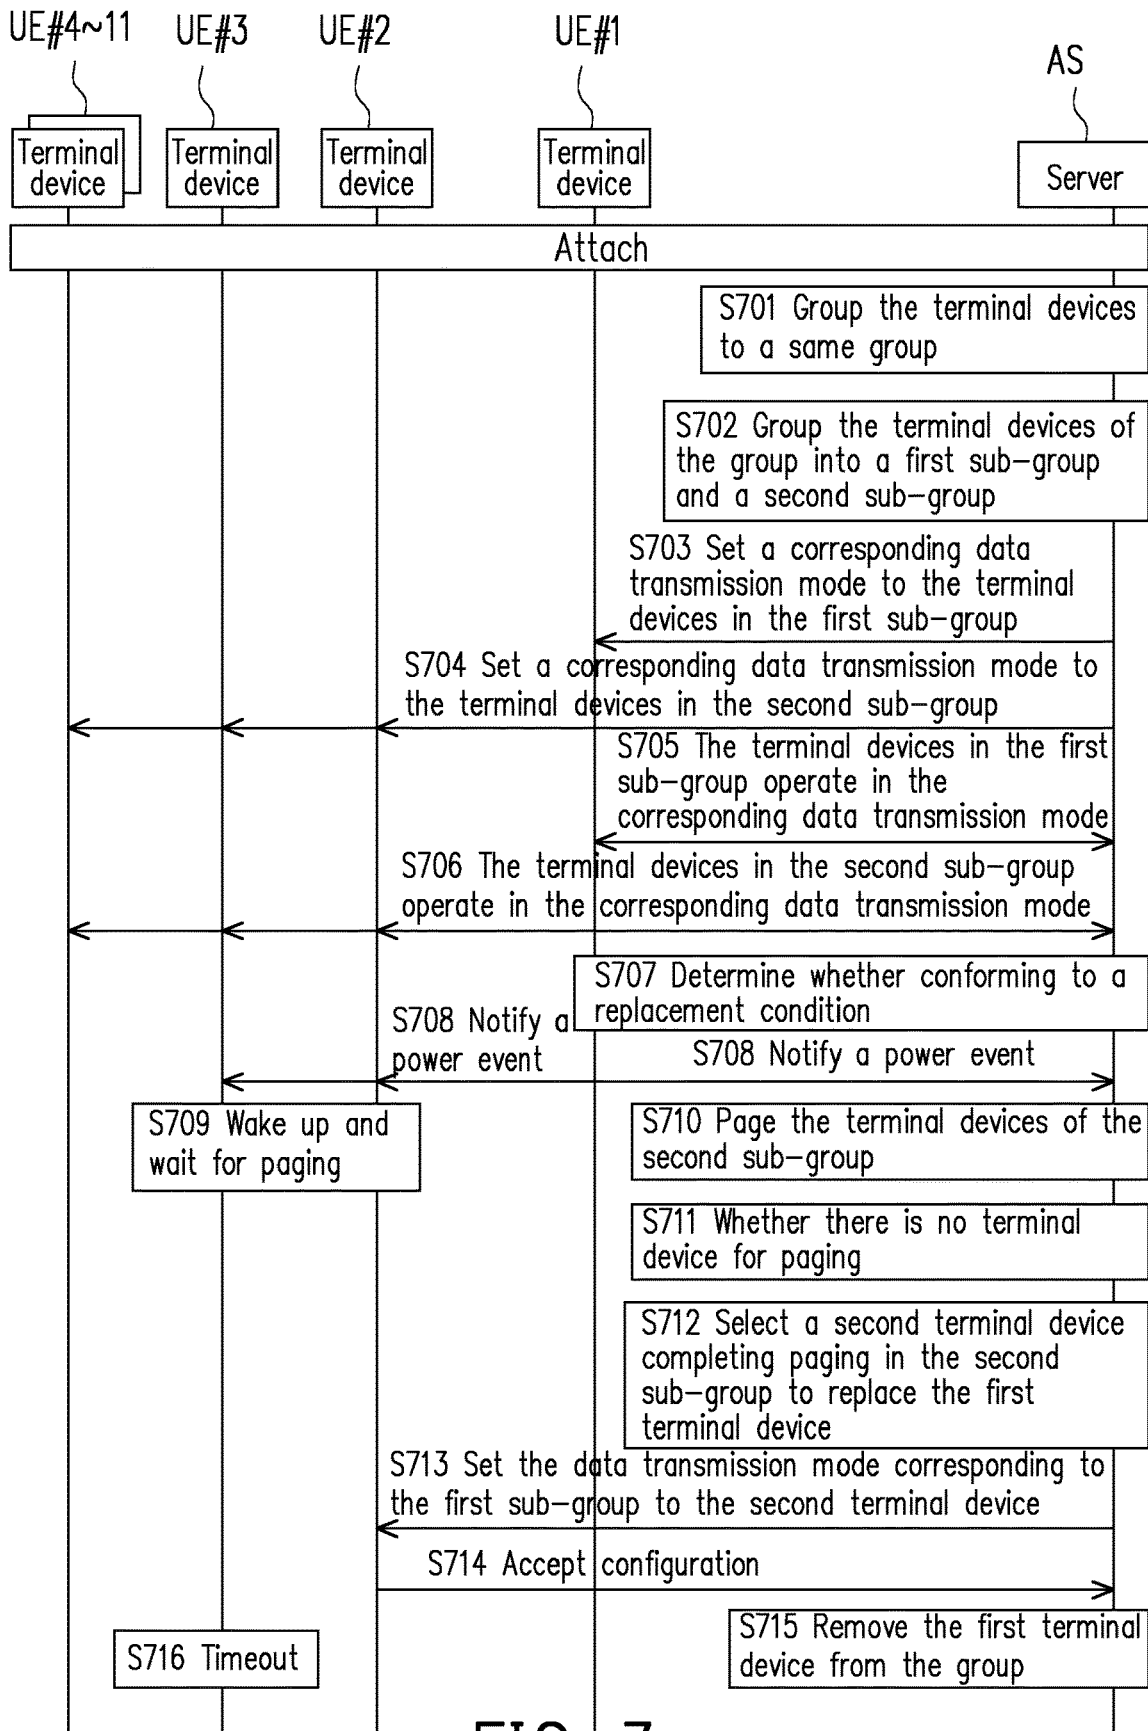 UE#4~11
UE#3
UE#2
UE#1
AS
Terminal
device
Terminal
device
Terminal
device
Terminal
device
Server
Attach
S701 Group the terminal devices
to a same group
S702 Group the terminal devices of
the group into a first sub-group
and a second sub-group
S703 Set a corresponding data
transmission mode to the terminal
devices in the first sub-group
S704 Set a corresponding data transmission mode to
the terminal devices in the second sub-group
S705 The terminal devices in the first
sub-group operate in the
corresponding data transmission mode
S706 The terminal devices in the second sub-group
operate in the corresponding data transmission mode
S707 Determine whether conforming to a
replacement condition
S708 Notify a
power event
S708 Notify a power event
S709 Wake up and
wait for paging
S710 Page the terminal devices of the
second sub-group
S711 Whether there is no terminal
device for paging
S712 Select a second terminal device
completing paging in the second
sub-group to replace the first
terminal device
S713 Set the data transmission mode corresponding to
the first sub-group to the second terminal device
S714 Accept configuration
S715 Remove the first terminal
device from the group
S716 Timeout
FIG. 7